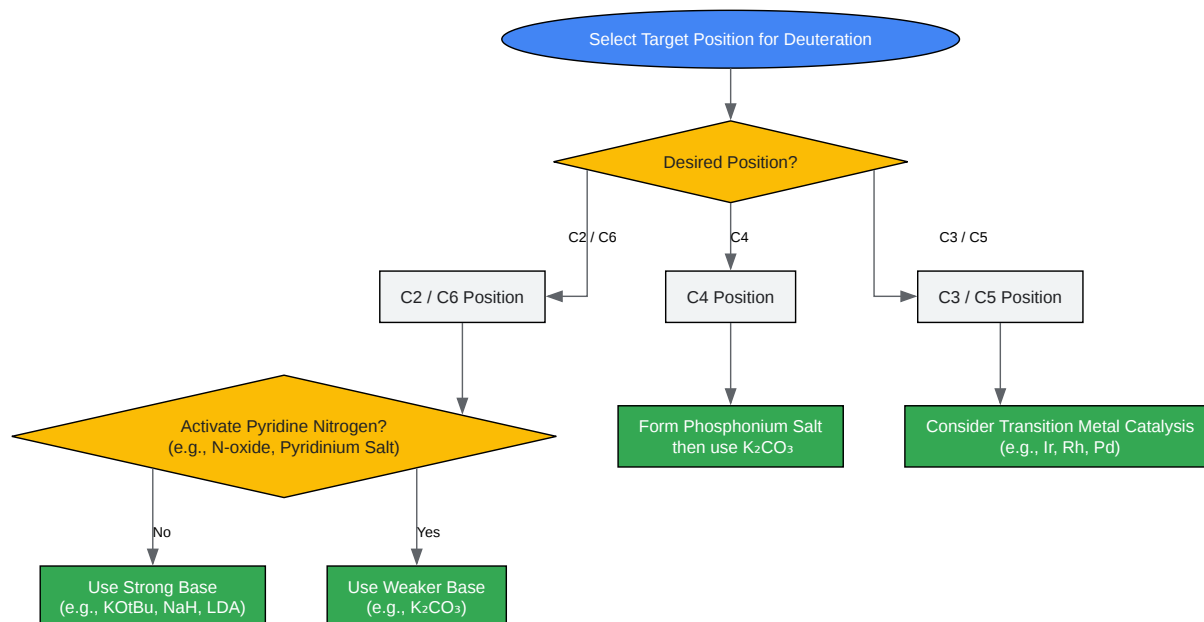 Select Target Position for Deuteration
Desired Position?
C2 / C6
C4
C3 / C5
C2 / C6 Position
C4 Position
C3 / C5 Position
Activate Pyridine Nitrogen?
(e.g., N-oxide, Pyridinium Salt)
Form Phosphonium Salt
then use K₂CO₃
Consider Transition Metal Catalysis
(e.g., Ir, Rh, Pd)
No
Yes
Use Strong Base
(e.g., KOtBu, NaH, LDA)
Use Weaker Base
(e.g., K₂CO₃)